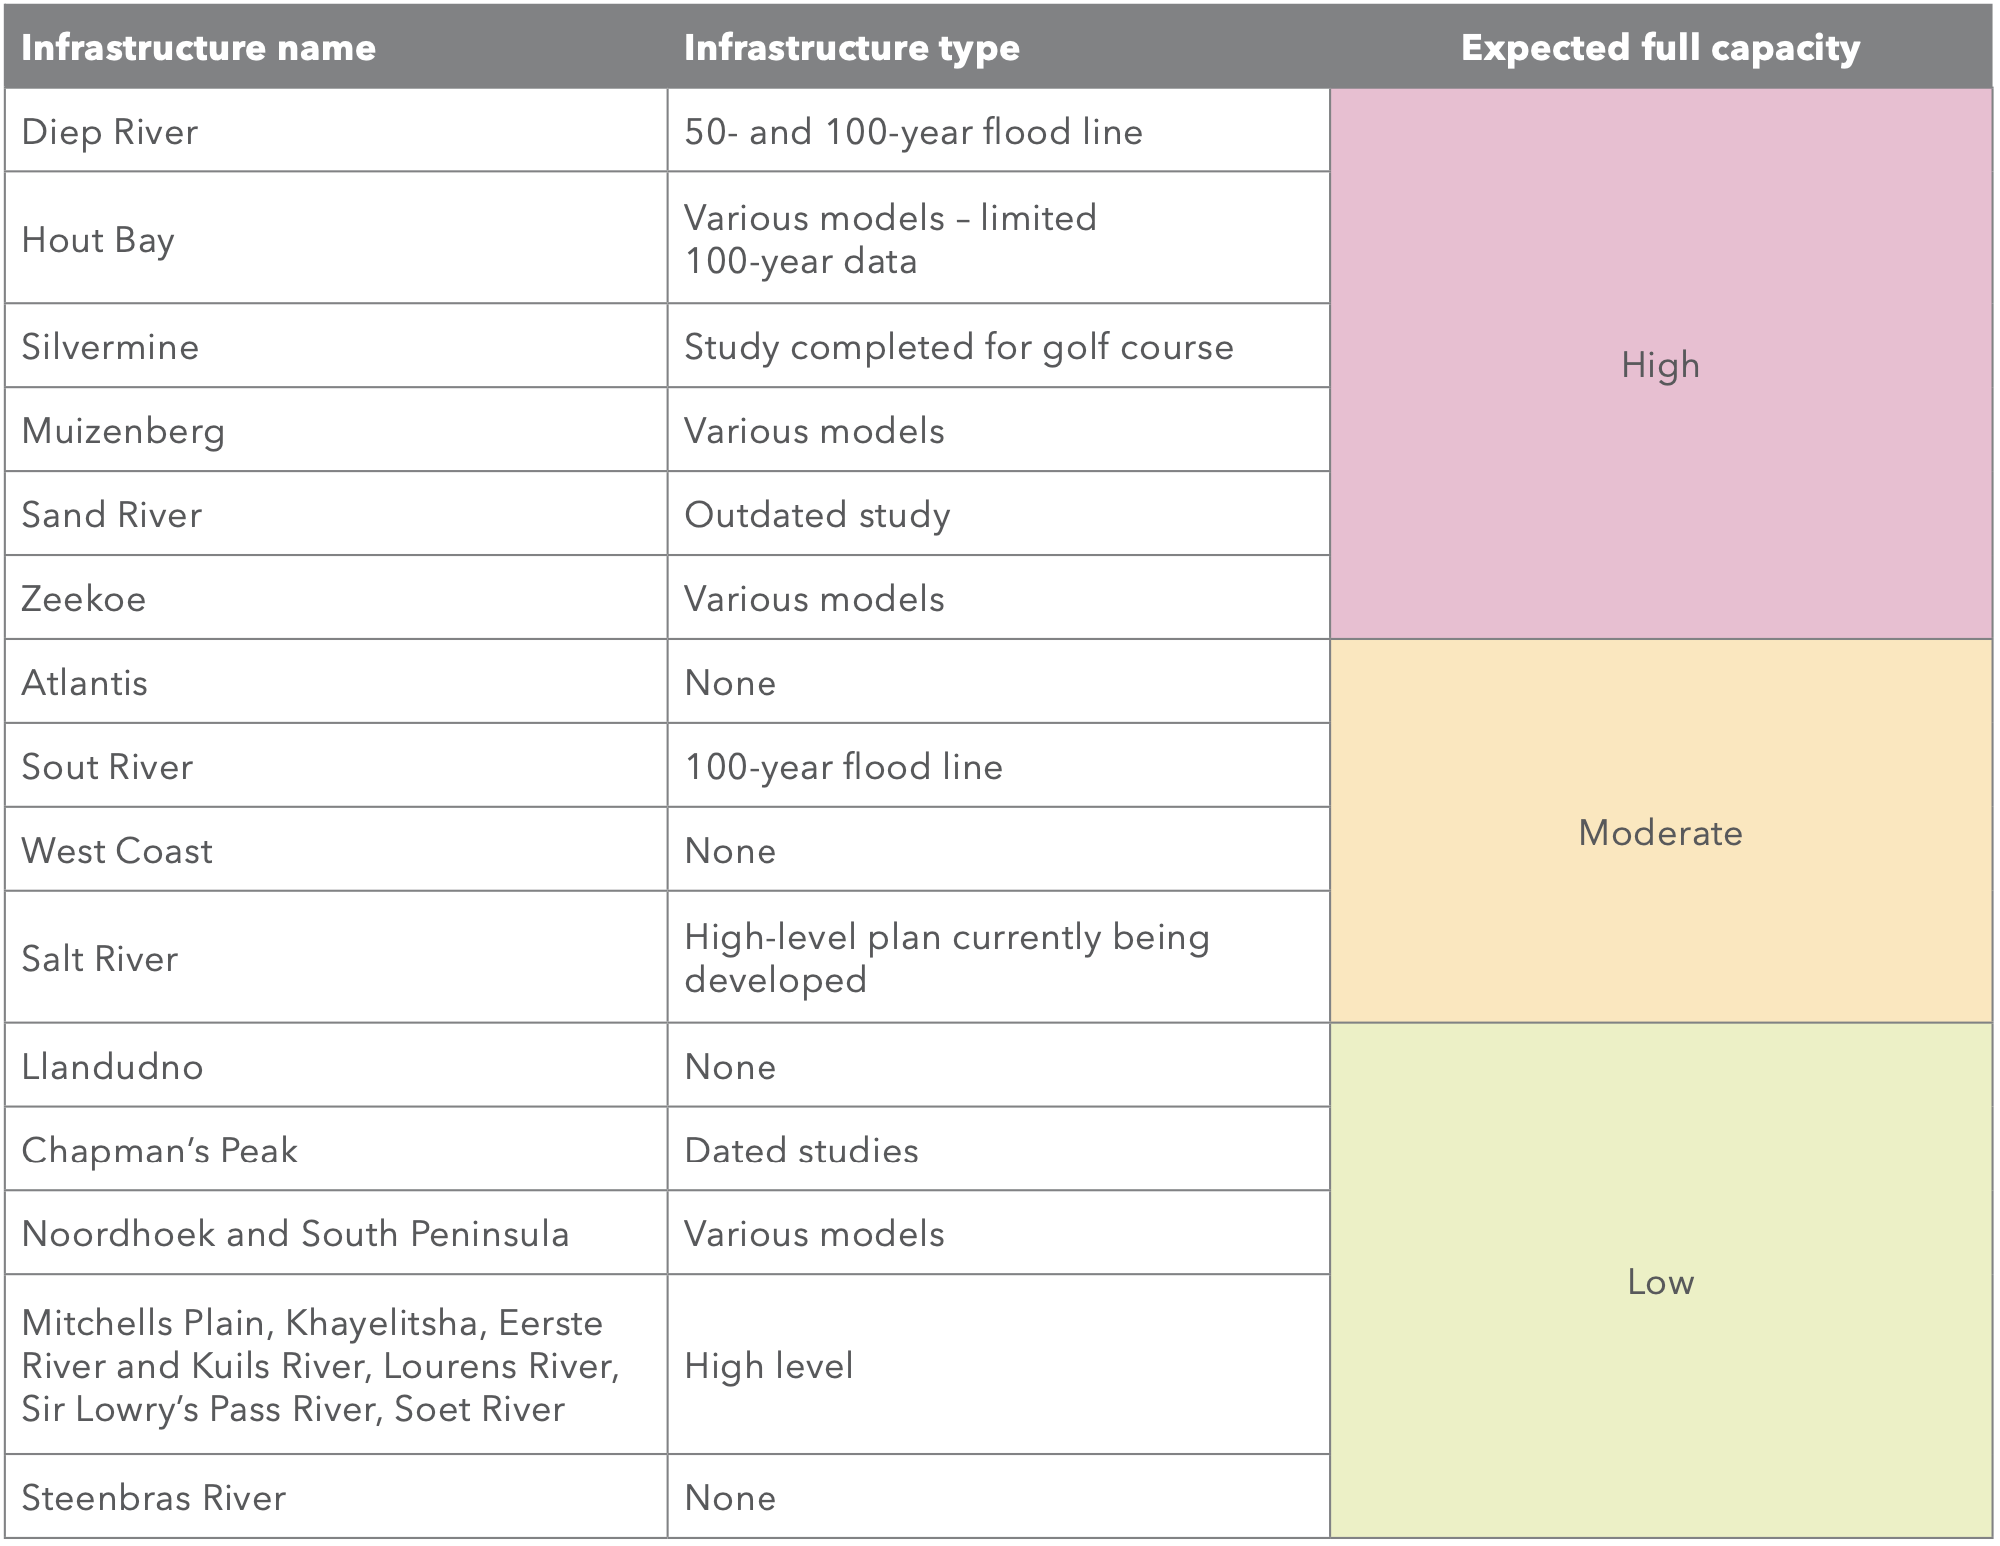 Infrastructure name Infrastructure type Expected full capacity
Diep River 50- and 100-year flood line
High
Hout Bay Various models – limited
100-year data
Silvermine Study completed for golf course
Muizenberg Various models
Sand River Outdated study
Zeekoe Various models
Atlantis None
Moderate
Sout River 100-year flood line
West Coast None
Salt River High-level plan currently being
developed
Llandudno None
Low
Chapman’s Peak Dated studies
Noordhoek and South Peninsula Various models
Mitchells Plain, Khayelitsha, Eerste
River and Kuils River, Lourens River,
Sir Lowry’s Pass River, Soet River
High level
Steenbras River None